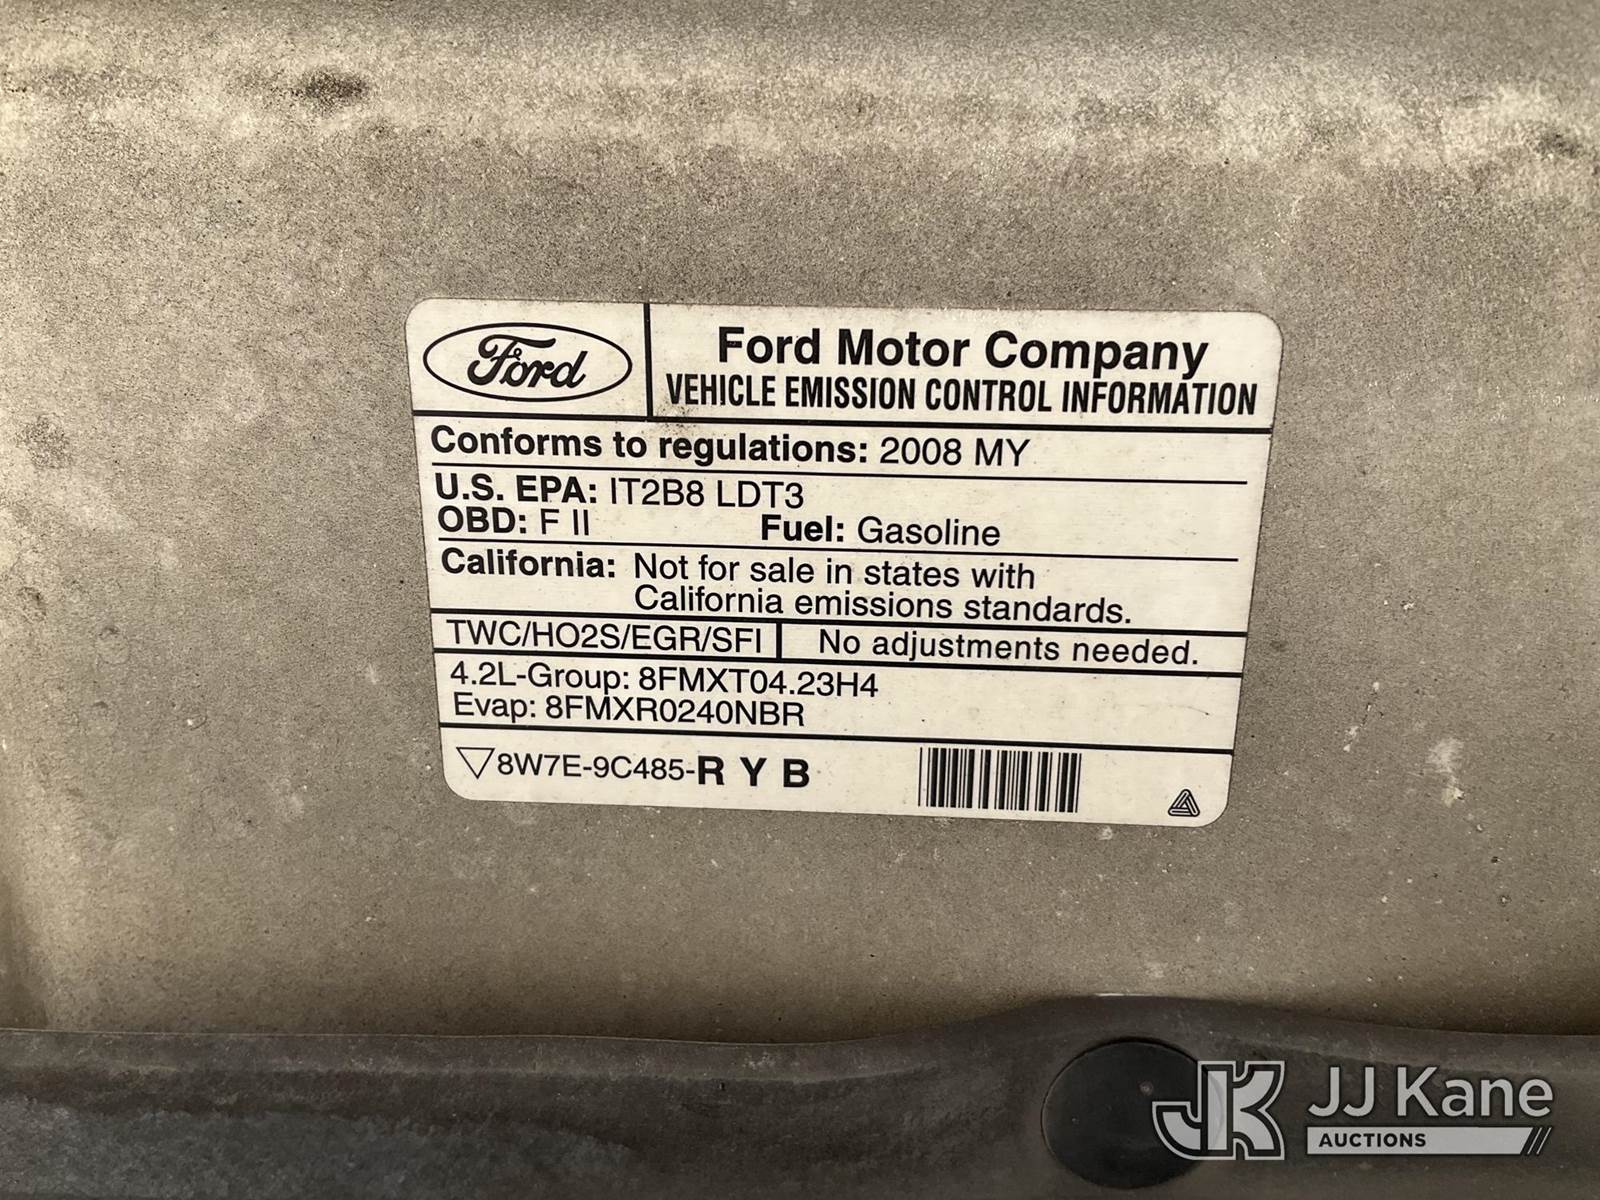 Ford
Ford Motor Company
VEHICLE EMISSION CONTROL INFORMATION
Conforms to regulations: 2008 MY
U.S. EPA: IT2B8 LDT3
OBD: F II Fuel: Gasoline
California: Not for sale in states with
California emissions standards.
TWC/HO2S/EGR/SFI No adjustments needed.
4.2L-Group: 8FMXT04.23H4
Evap: 8FMXR0240NBR
8W7E-9C485-R Y B
JK JJ Kane
AUCTIONS